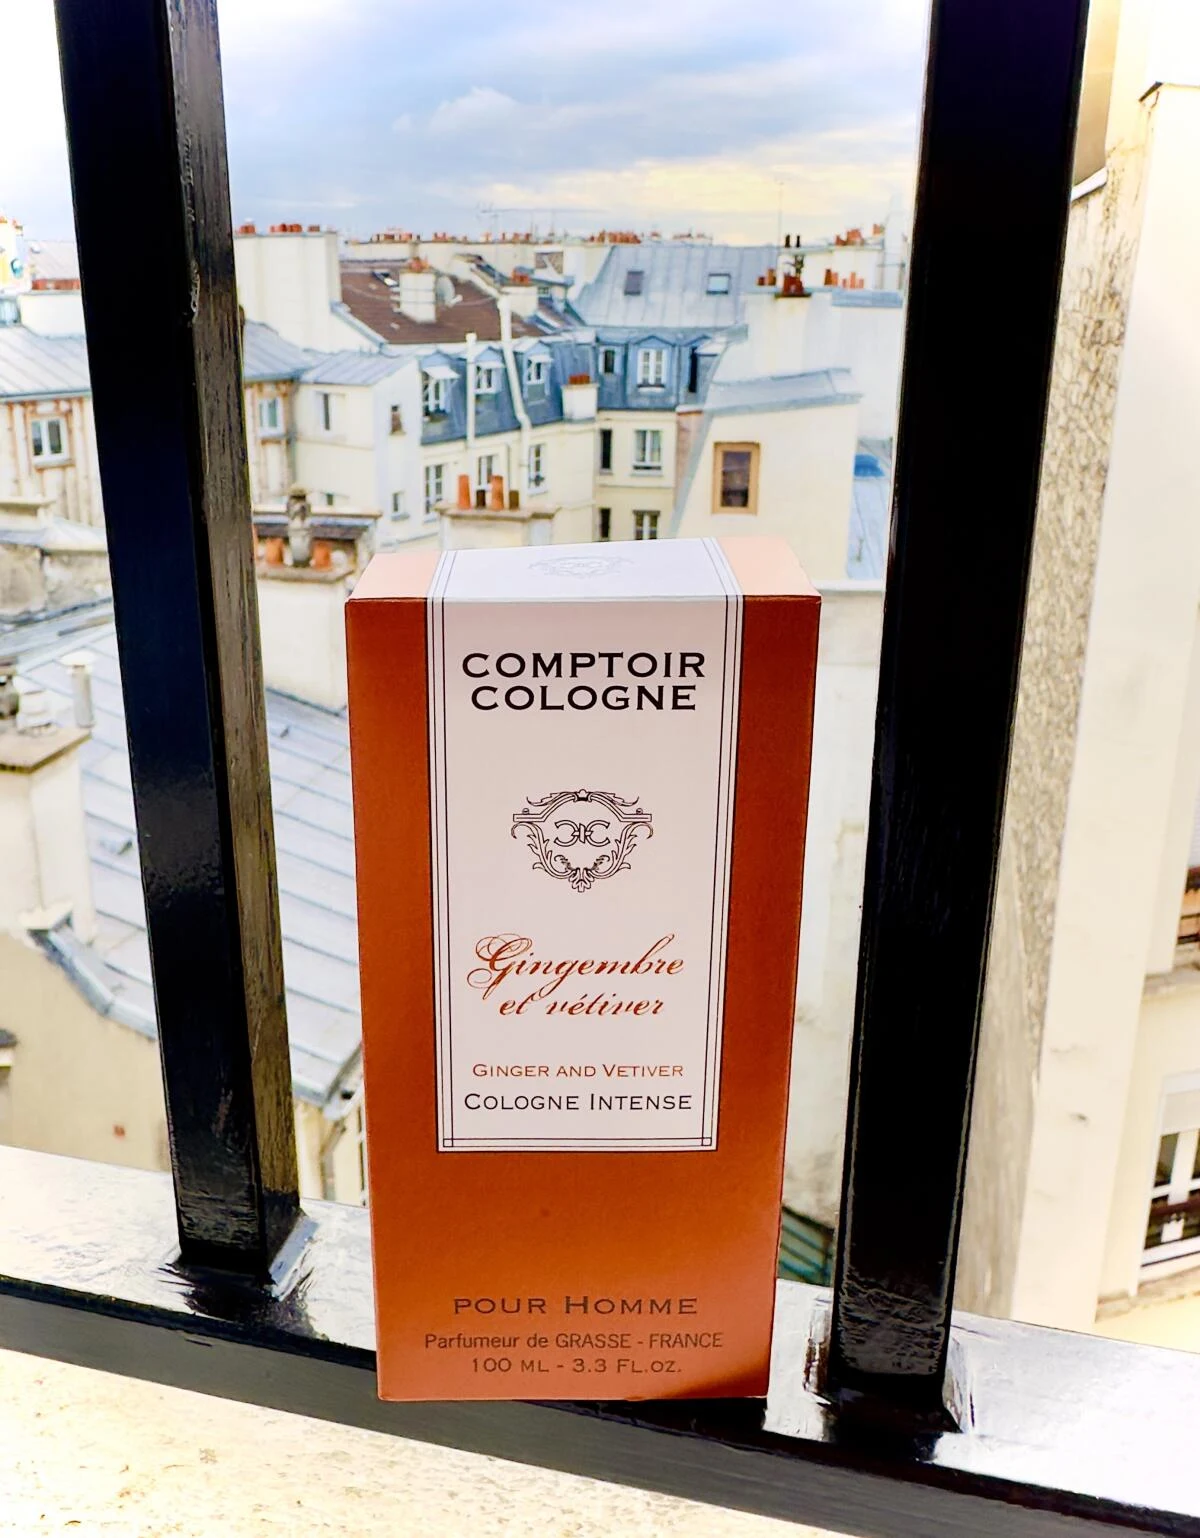 COMPTOIR
COLOGNE
Gingembre
et vétiver
GINGER AND VETIVER
COLOGNE INTENSE
POUR HOMME
Parfumeur de GRASSE - FRANCE
100 ML - 3.3 FL.OZ.